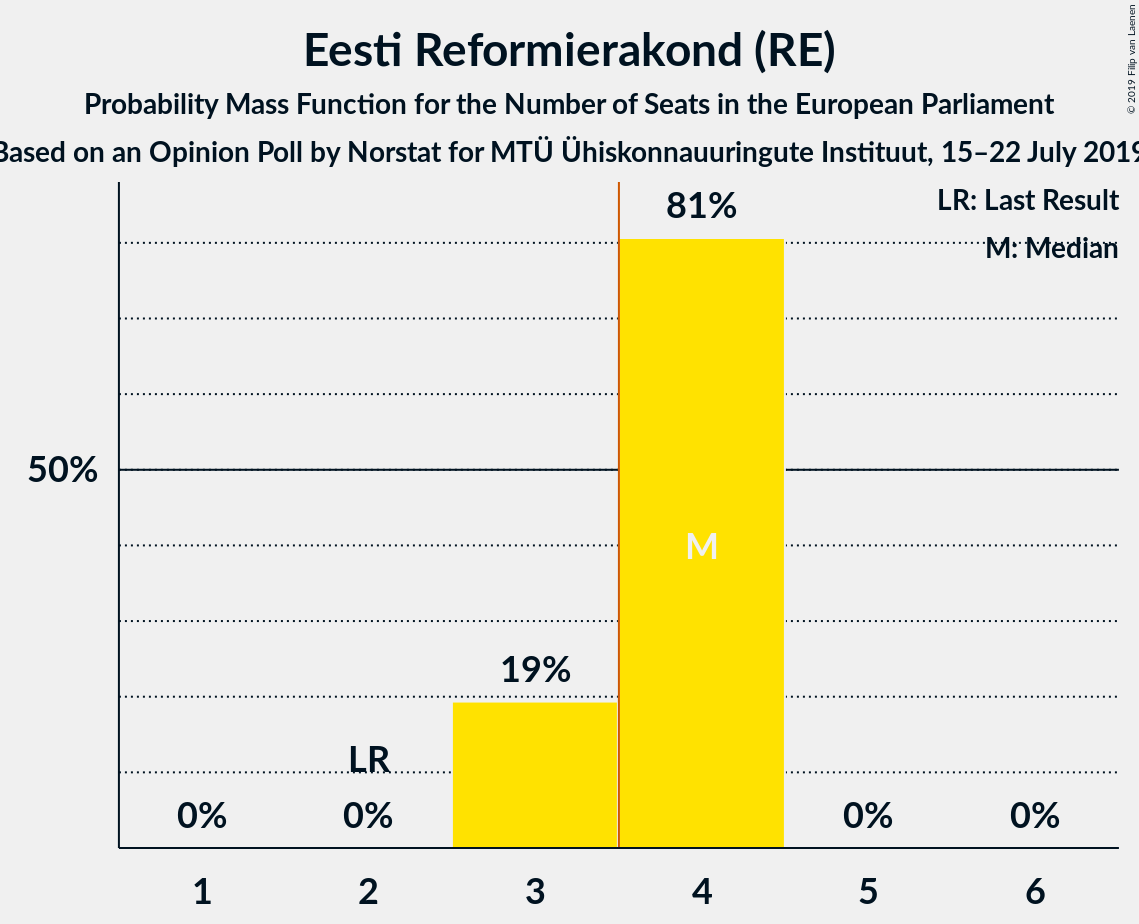 Eesti Reformierakond (RE)
Probability Mass Function for the Number of Seats in the European Parliament
Based on an Opinion Poll by Norstat for MTÜ Ühiskonnauuringute Instituut, 15–22 July 2019
© 2019 Filip van Laenen
LR: Last Result
M: Median
81%
50%
M
19%
LR
0% 0% 0% 0%
1 2 3 4 5 6